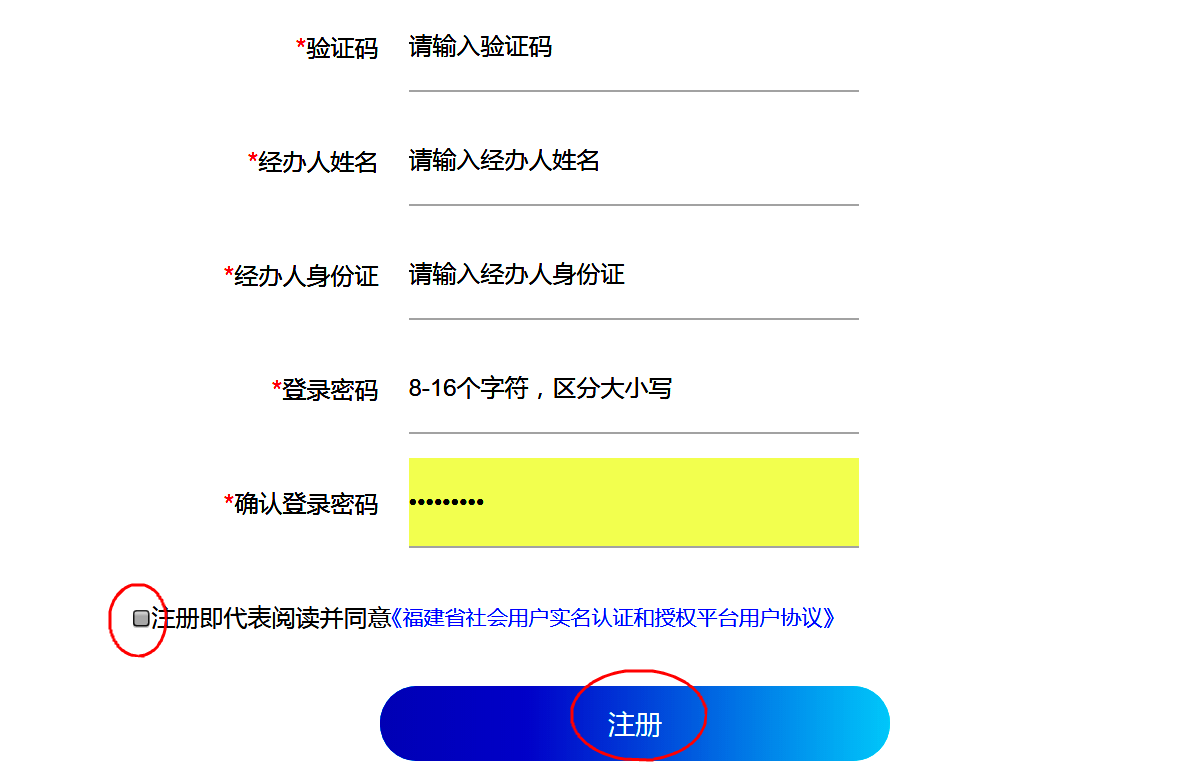 *验证码 请输入验证码
*经办人姓名 请输入经办人姓名
*经办人身份证 请输入经办人身份证
*登录密码 8-16个字符，区分大小写
*确认登录密码 •••••••••
注册即代表阅读并同意《福建省社会用户实名认证和授权平台用户协议》
注册